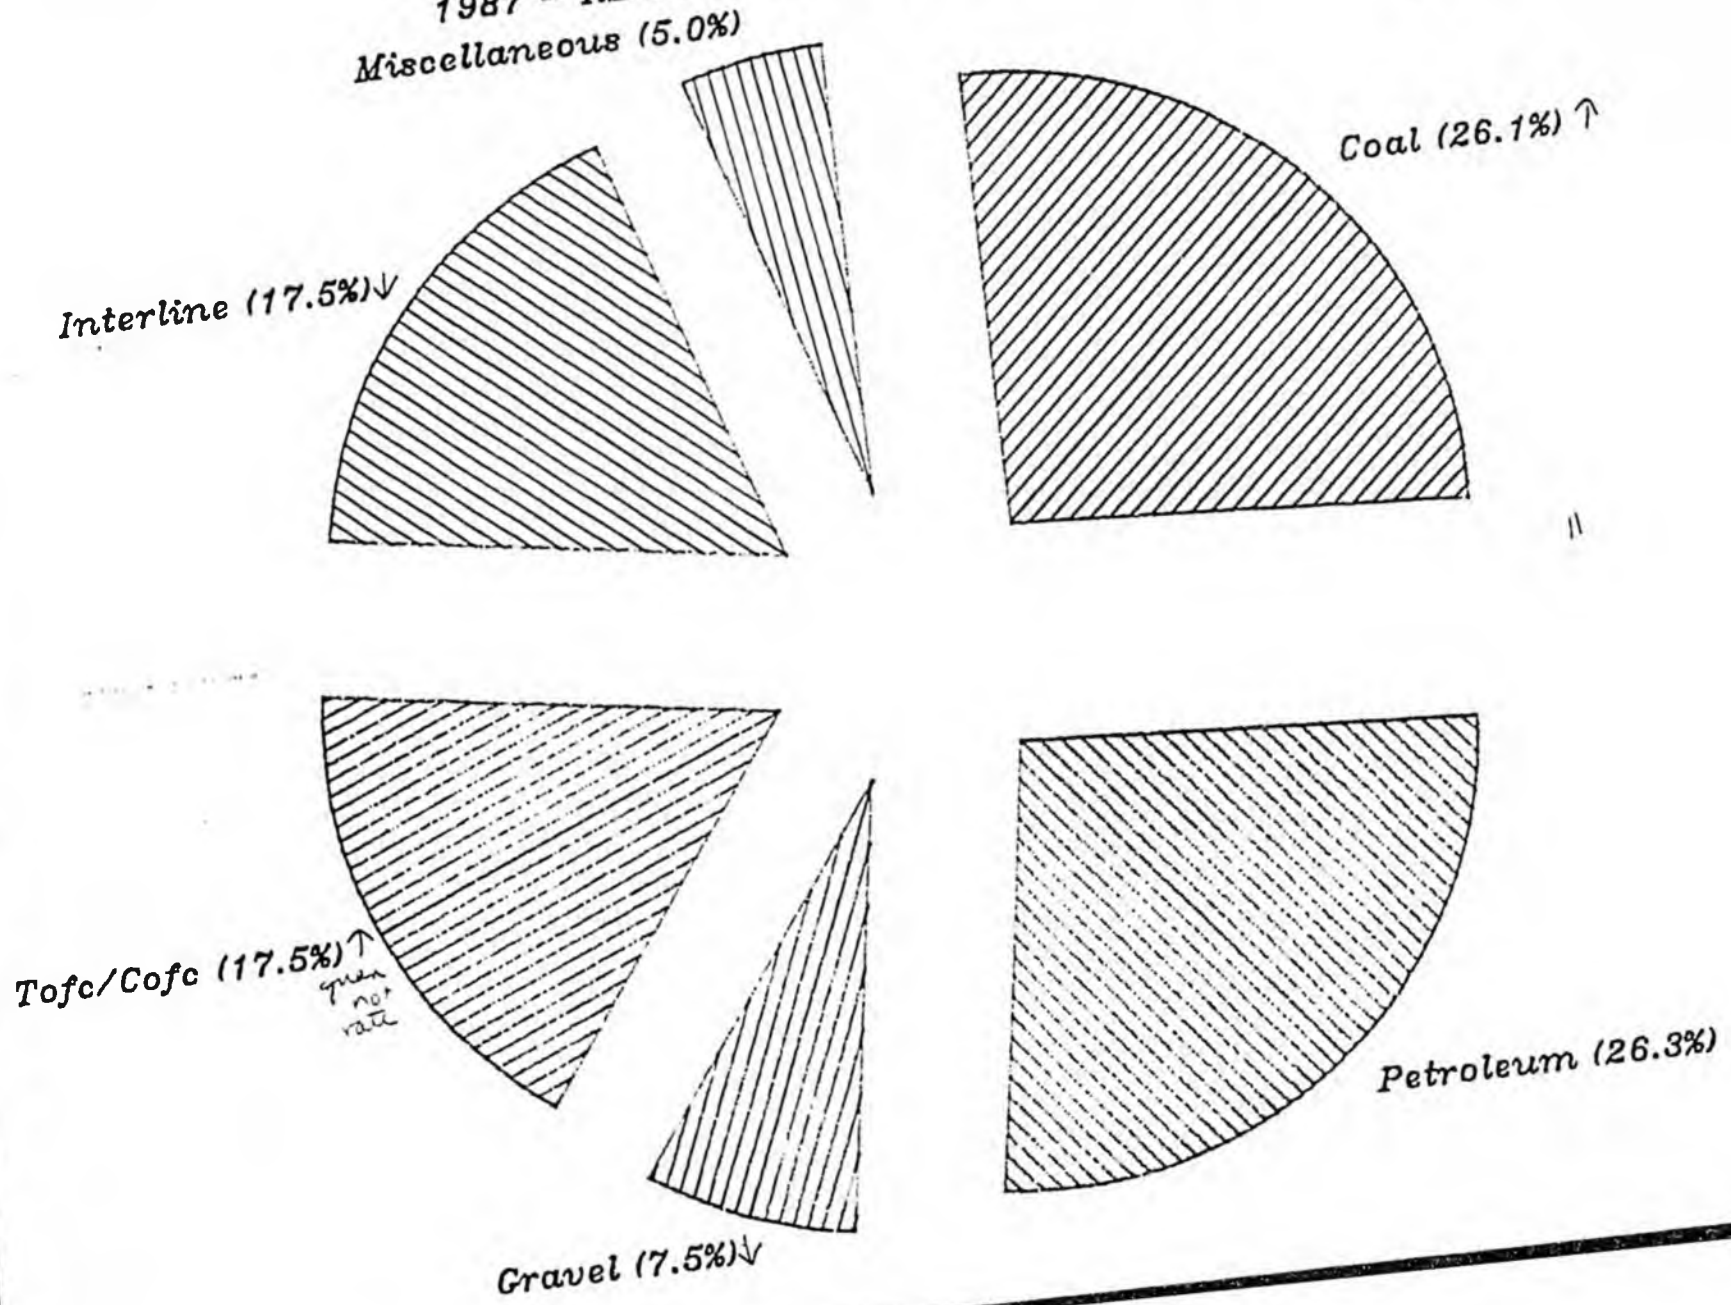 1987 -
Miscellaneous (5.0%)
Coal (26.1%) ↑
Interline (17.5%)↓
Tofc/Cofc (17.5%)↑
not
rate
Petroleum (26.3%)
Gravel (7.5%)↓